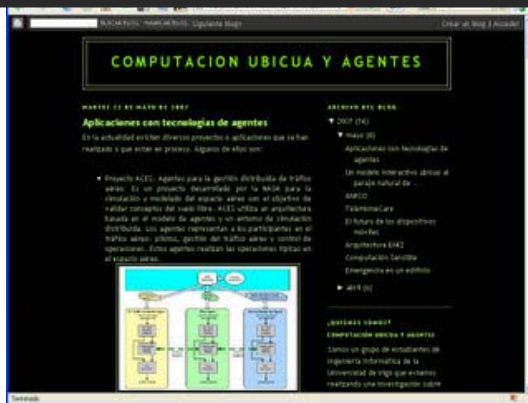 BUSCAR BLOG
Siguiente blog»
Crear un blog | Acceder
COMPUTACION UBICUA Y AGENTES
MARTES 22 DE MAYO DE 2007
Aplicaciones con tecnologías de agentes
En la actualidad existen diversos proyectos o aplicaciones que se han
realizado o que están en proceso. Algunos de ellos son:
Proyecto ACES: Agentes para la gestión distribuida de tráfico
aéreo: Es un proyecto desarrollado por la NASA para la
simulación y modelado del espacio aéreo con el objetivo de
validar conceptos del vuelo libre. ACES utiliza un arquitectura
basada en el modelo de agentes y un entorno de simulación
distribuida. Los agentes representan a los participantes en el
tráfico aéreo: pilotos, gestión del tráfico aéreo y control de
operaciones. Estos agentes realizan las operaciones típicas en
el espacio aéreo.
ARCHIVO DEL BLOG
▼ 2007 (14)
▼ mayo (8)
Aplicaciones con tecnologías de
agentes
Un modelo interactivo ubicuo al
paraje natural de ...
TeleHomeCare
El futuro de los dispositivos
móviles
Arquitectura
Computación Sensible
Emergencia en un edificio
► abril (6)
¿QUIENES SOMOS?
COMPUTACIÓN UBICUA Y AGENTES
Somos un grupo de estudiantes de
Ingeniería Informática de la
Universidad de Vigo que estamos
realizando una investigación sobre
Terminado